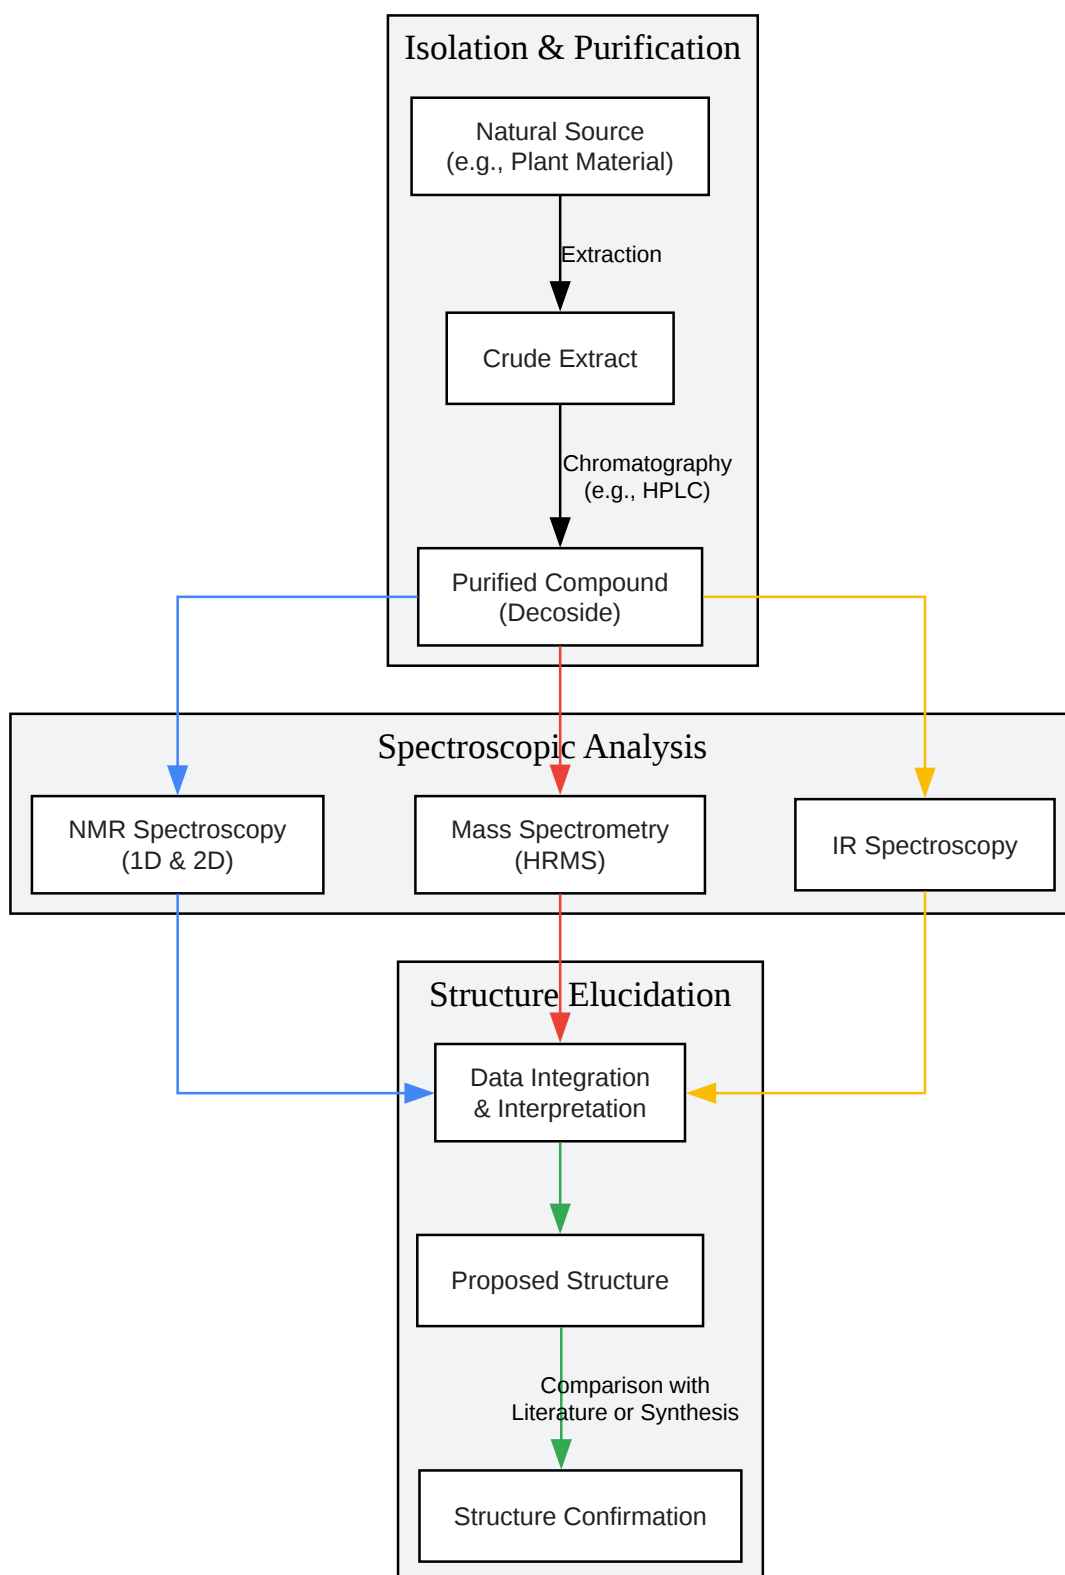 Isolation & Purification
Natural Source
(e.g., Plant Material)
Extraction
Crude Extract
Chromatography
(e.g., HPLC)
Purified Compound
(Decoside)
Spectroscopic Analysis
NMR Spectroscopy
(1D & 2D)
Mass Spectrometry
(HRMS)
IR Spectroscopy
Structure Elucidation
Data Integration
& Interpretation
Proposed Structure
Comparison with
Literature or Synthesis
Structure Confirmation